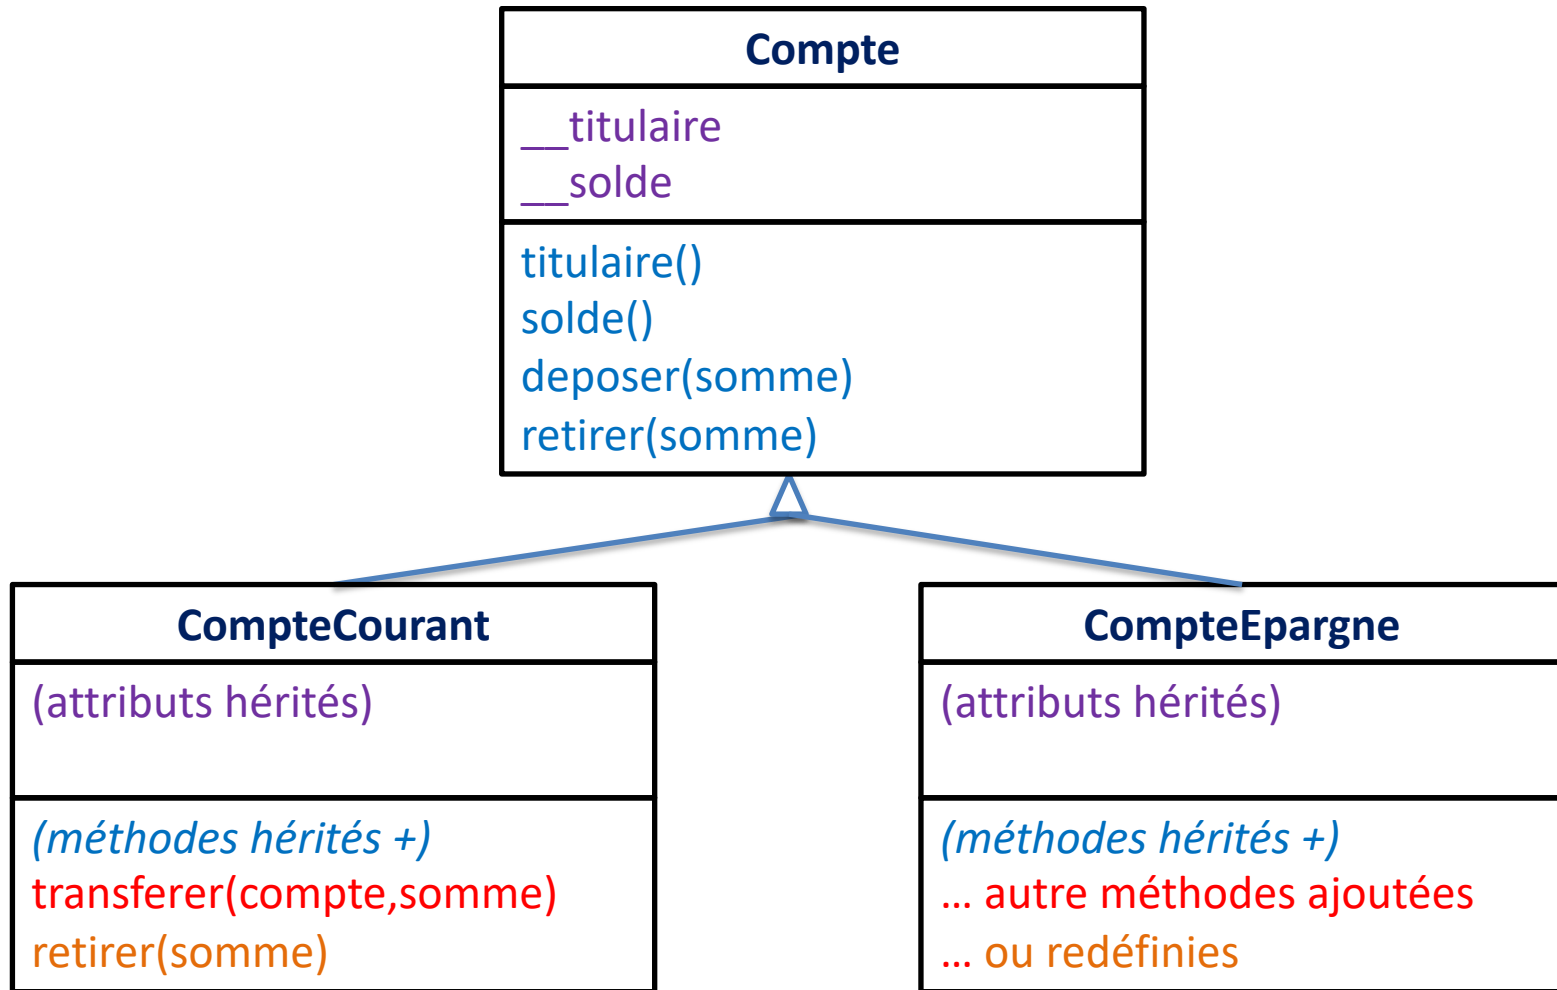 Compte
__titulaire
__solde
titulaire()
solde()
deposer(somme)
retirer(somme)
CompteCourant
(attributs hérités)
(méthodes hérités +)
transferer(compte,somme)
retirer(somme)
CompteEpargne
(attributs hérités)
(méthodes hérités +)
... autre méthodes ajoutées
... ou redéfinies